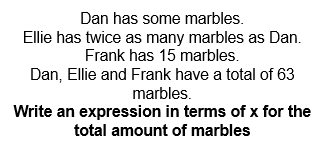 Dan has some marbles.
Ellie has twice as many marbles as Dan.
Frank has 15 marbles.
Dan, Ellie and Frank have a total of 63
marbles.
Write an expression in terms of x for the
total amount of marbles